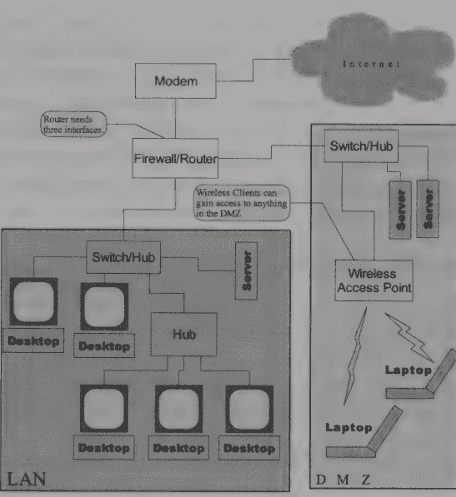 Internet
Modem
Router needs
three interfaces.
Firewall/Router
Switch/Hub
Wireless Clients can
gain access to anything
in the DMZ
Server
Server
Switch/Hub
Server
Wireless
Access Point
Desktop
Desktop
Hub
Laptop
Laptop
Desktop
Desktop
Desktop
LAN
D M Z